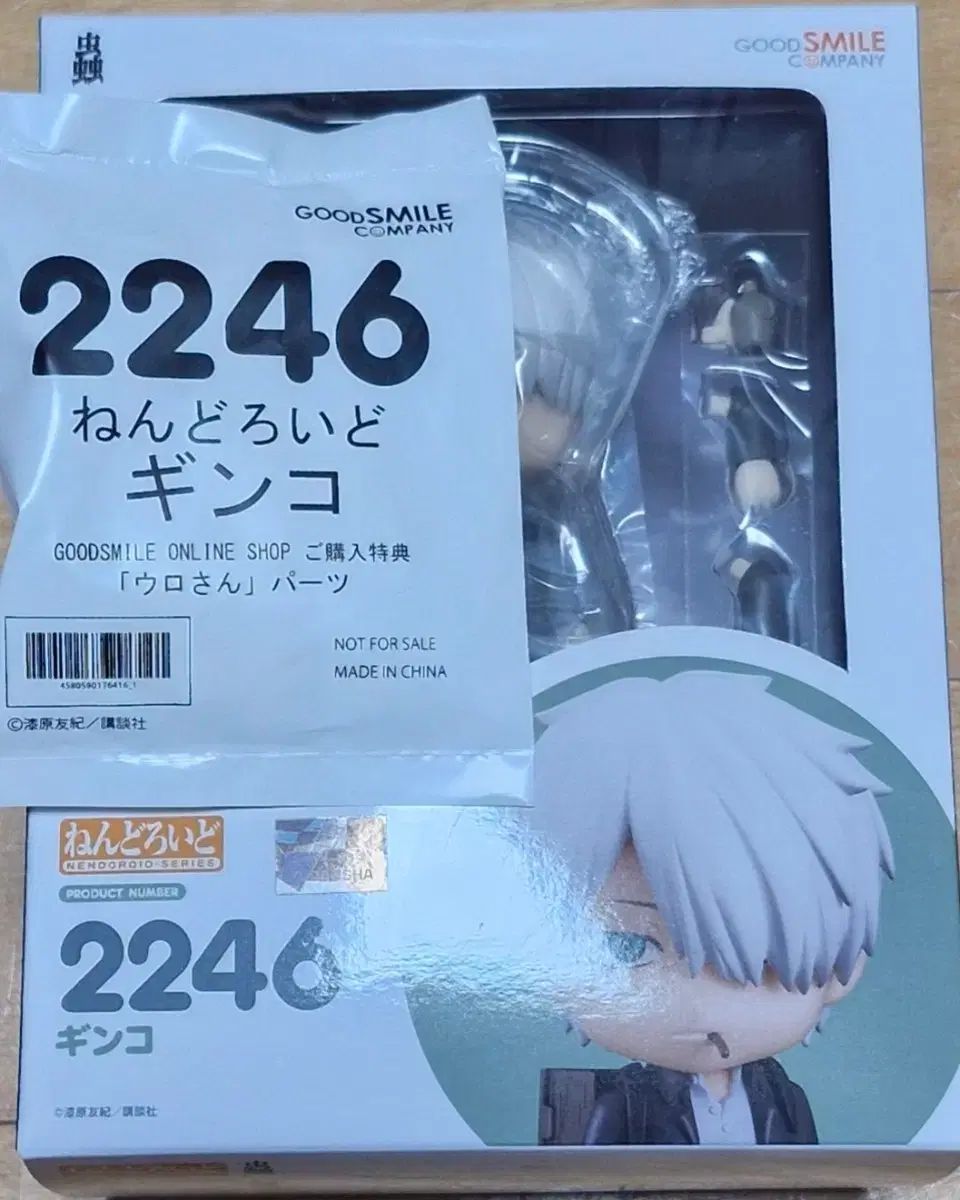 蟲
GOOD SMILE
COMPANY
GOODSMILE
COMPANY
2246
ねんどろいど
ギンコ
GOODSMILE ONLINE SHOP ご購入特典
「ウロさん」パーツ
4580590176416_1
NOT FOR SALE
MADE IN CHINA
©漆原友紀/講談社
ねんどろいど
NENDOROID SERIES
PRODUCT NUMBER
2246
ギンコ
©漆原友紀/講談社